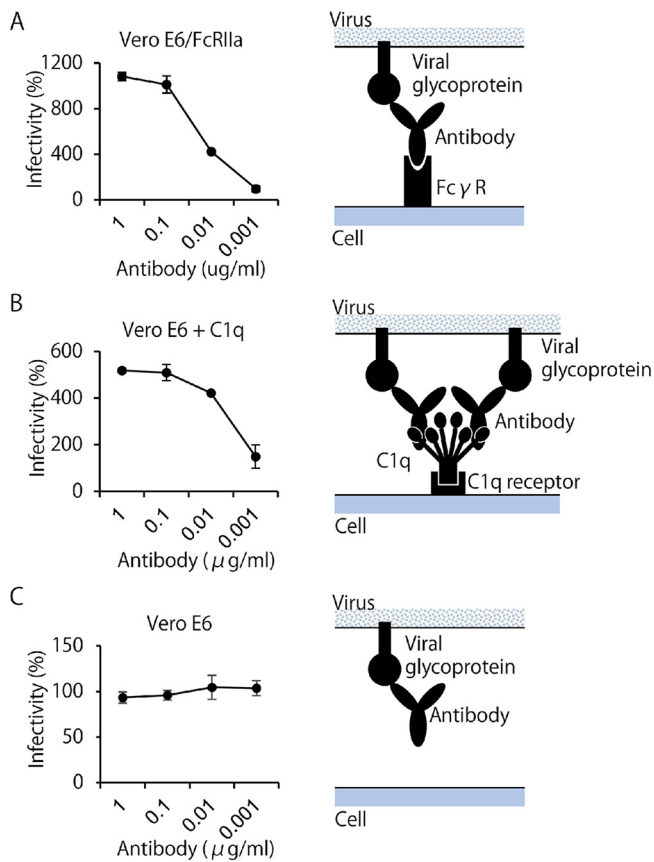 A
Vero E6/FcRIIa
Infectivity (%)
1200
800
400
0
1
0.1
0.01
0.001
Antibody (ug/ml)
Virus
Viral
glycoprotein
Antibody
Fc γ R
Cell
B
Vero E6 + C1q
Infectivity (%)
600
400
200
0
1
0.1
0.01
0.001
Antibody ( μ g/ml)
Virus
Viral
glycoprotein
Antibody
C1q
C1q receptor
Cell
C
Vero E6
Infectivity (%)
150
100
50
0
1
0.1
0.01
0.001
Antibody ( μ g/ml)
Virus
Viral
glycoprotein
Antibody
Cell